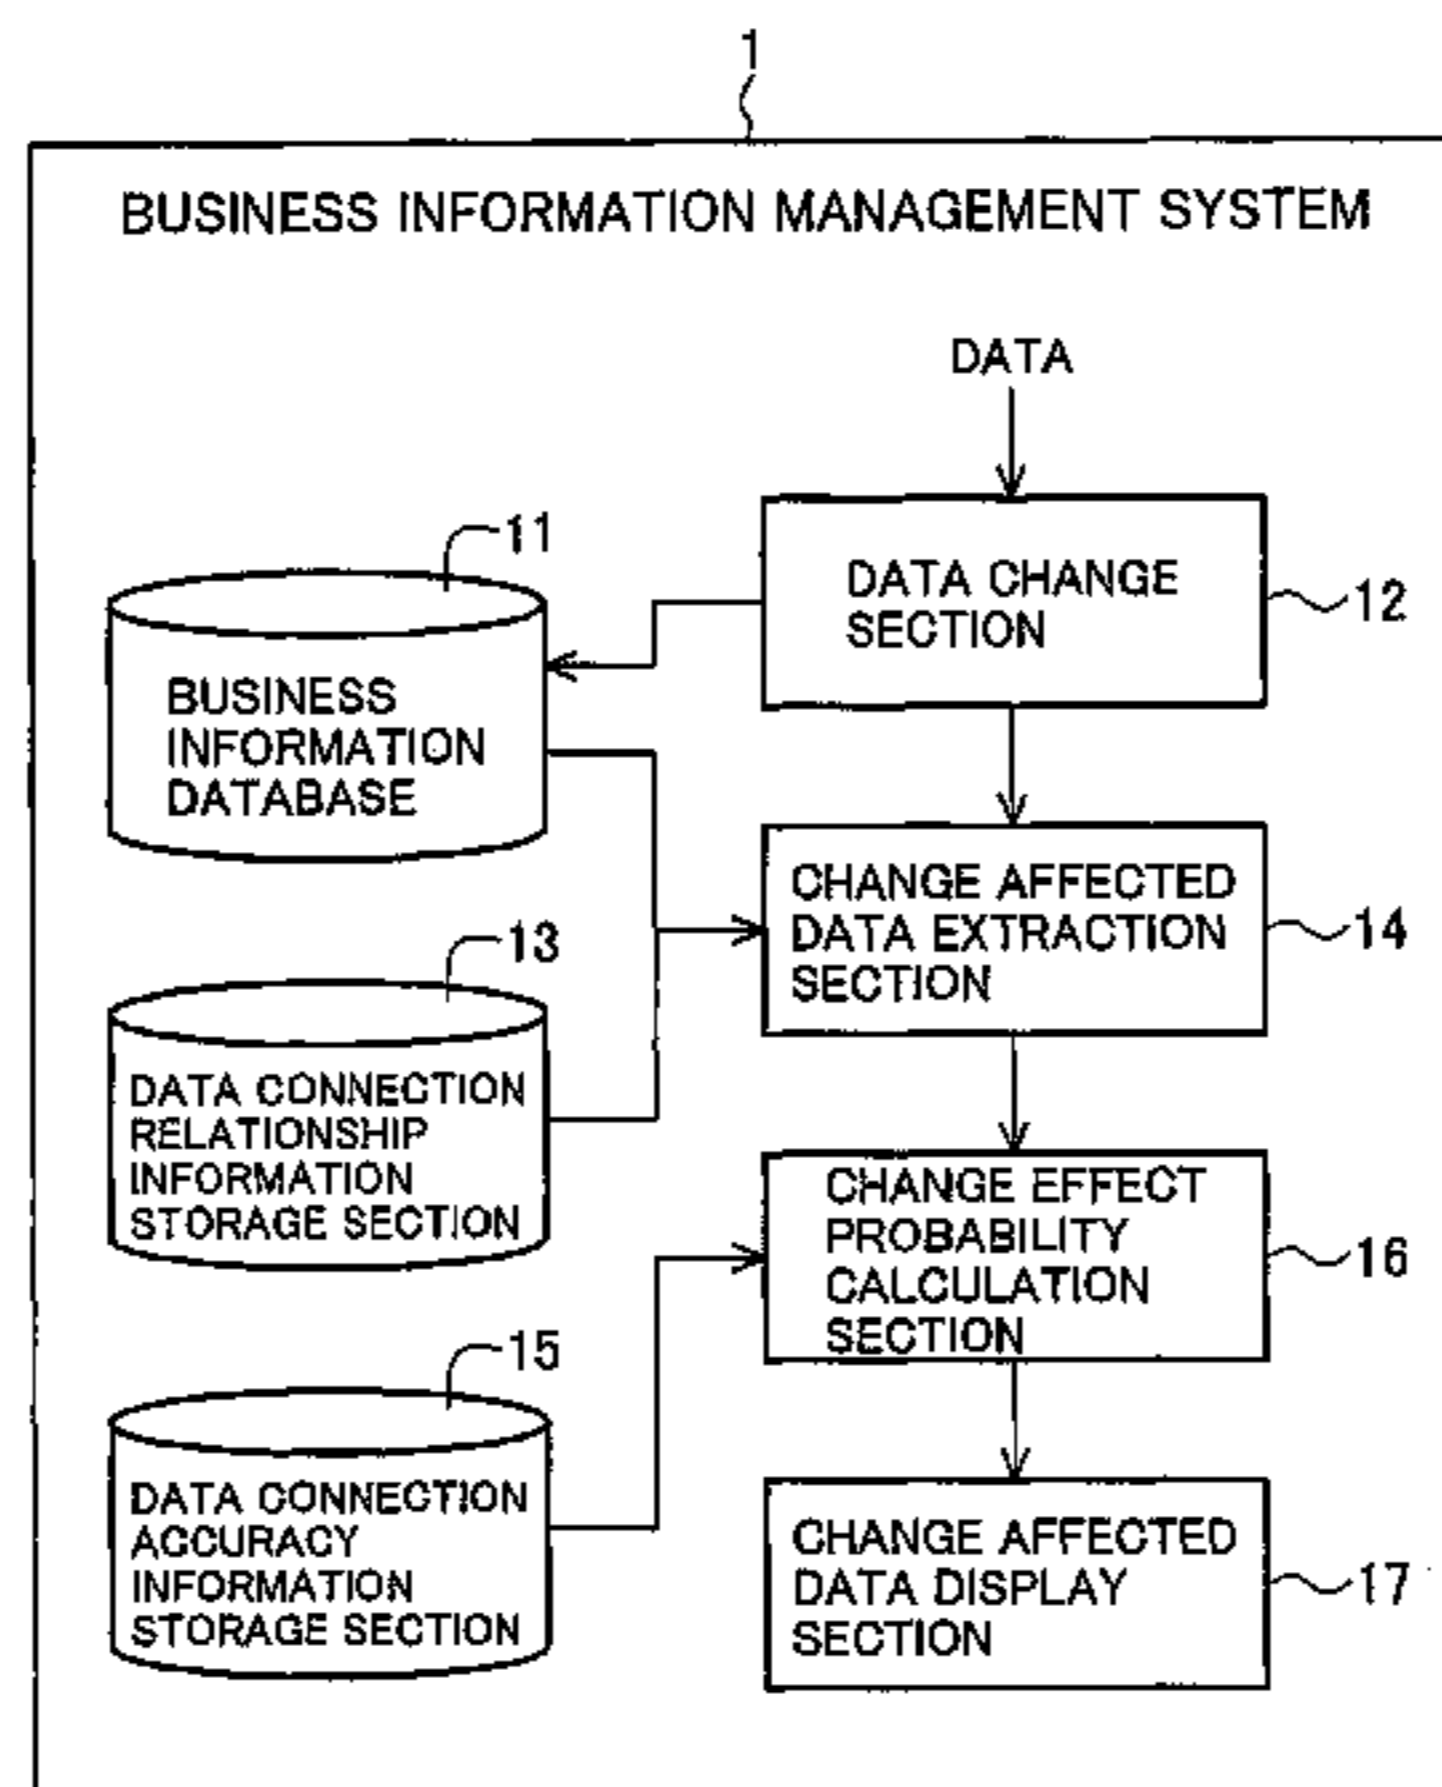 1
BUSINESS INFORMATION MANAGEMENT SYSTEM
DATA
11
BUSINESS
INFORMATION
DATABASE
DATA CHANGE
SECTION
12
13
DATA CONNECTION
RELATIONSHIP
INFORMATION
STORAGE SECTION
CHANGE AFFECTED
DATA EXTRACTION
SECTION
14
15
DATA CONNECTION
ACCURACY
INFORMATION
STORAGE SECTION
CHANGE EFFECT
PROBABILITY
CALCULATION
SECTION
16
CHANGE AFFECTED
DATA DISPLAY
SECTION
17